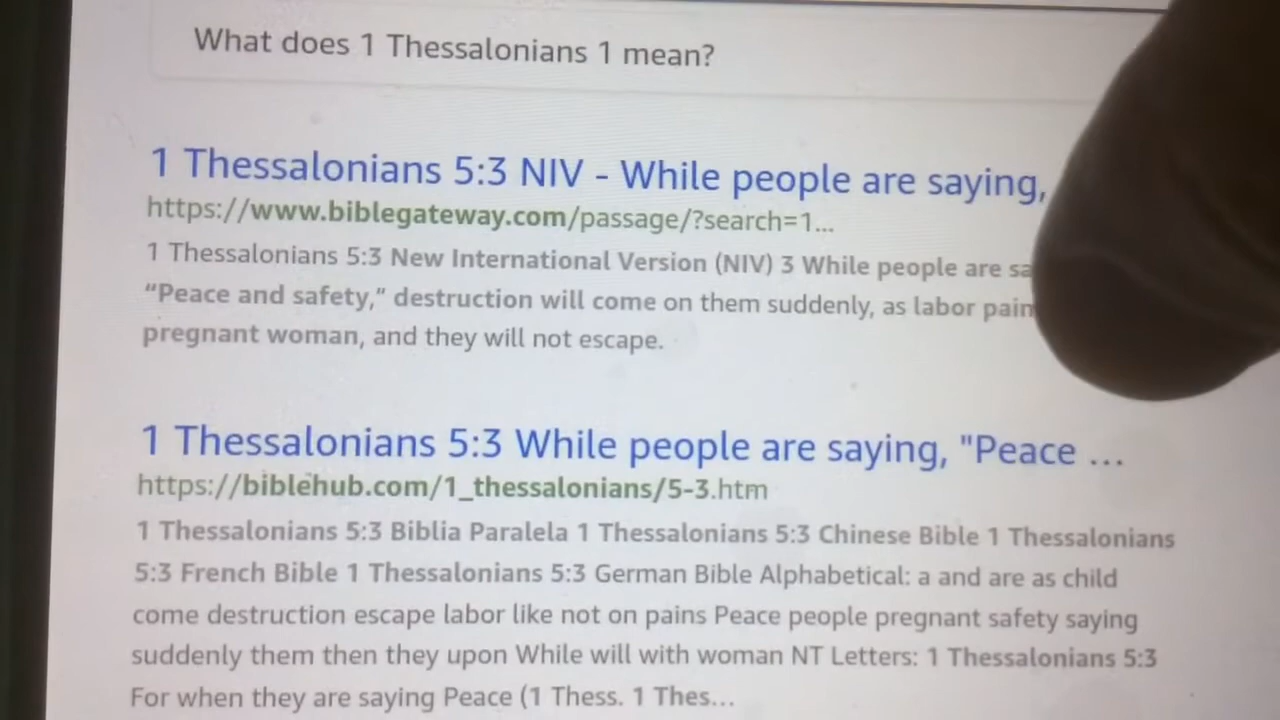 What does 1 Thessalonians 1 mean?
1 Thessalonians 5:3 NIV - While people are saying,
https://www.biblegateway.com/passage/?search=1...
1 Thessalonians 5:3 New International Version (NIV) 3 While people are sa
“Peace and safety,” destruction will come on them suddenly, as labor pain
pregnant woman, and they will not escape.
1 Thessalonians 5:3 While people are saying, "Peace ...
https://biblehub.com/1_thessalonians/5-3.htm
1 Thessalonians 5:3 Biblia Paralela 1 Thessalonians 5:3 Chinese Bible 1 Thessalonians
5:3 French Bible 1 Thessalonians 5:3 German Bible Alphabetical: a and are as child
come destruction escape labor like not on pains Peace people pregnant safety saying
suddenly them then they upon While will with woman NT Letters: 1 Thessalonians 5:3
For when they are saying Peace (1 Thess. 1 Thes...